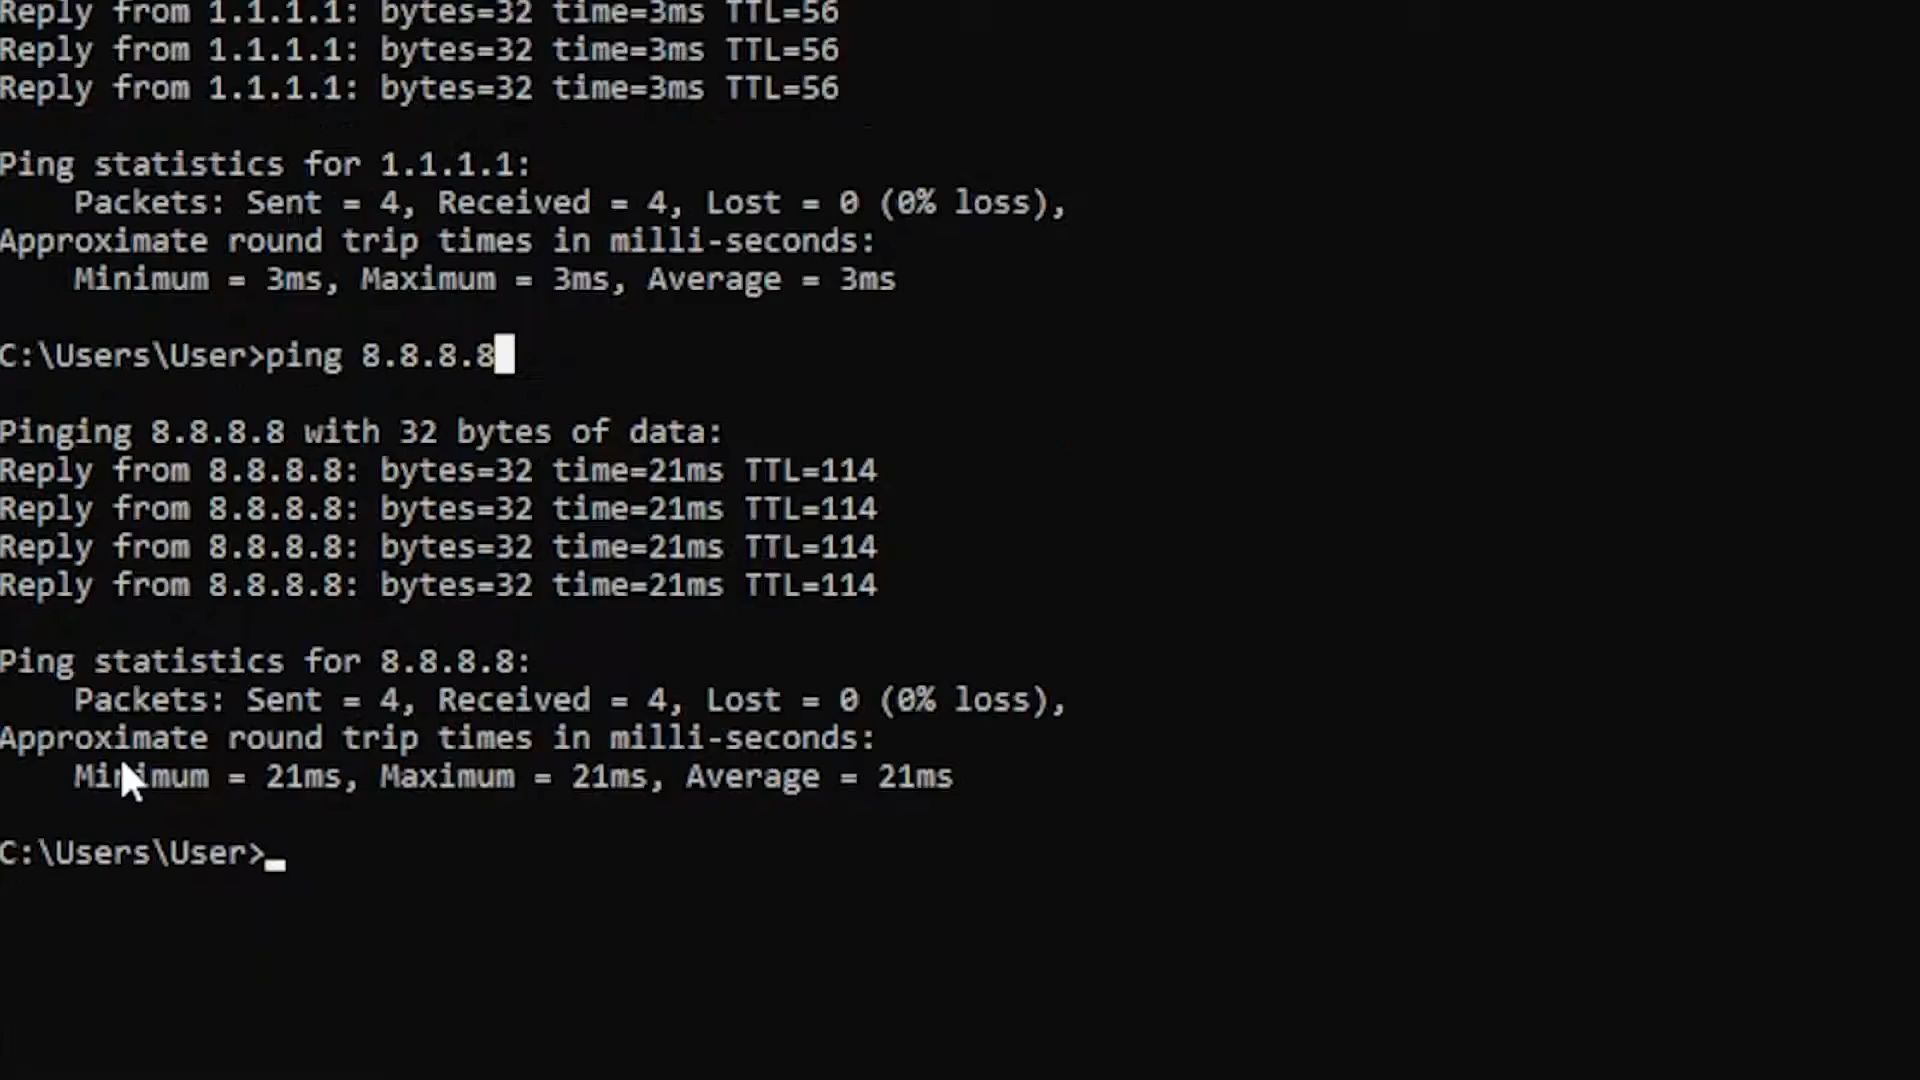 Reply from 1.1.1.1: bytes=32 time=3ms TTL=56
Reply from 1.1.1.1: bytes=32 time=3ms TTL=56
Reply from 1.1.1.1: bytes=32 time=3ms TTL=56
Ping statistics for 1.1.1.1:
    Packets: Sent = 4, Received = 4, Lost = 0 (0% loss),
Approximate round trip times in milli-seconds:
    Minimum = 3ms, Maximum = 3ms, Average = 3ms
C:\Users\User>ping 8.8.8.8
Pinging 8.8.8.8 with 32 bytes of data:
Reply from 8.8.8.8: bytes=32 time=21ms TTL=114
Reply from 8.8.8.8: bytes=32 time=21ms TTL=114
Reply from 8.8.8.8: bytes=32 time=21ms TTL=114
Reply from 8.8.8.8: bytes=32 time=21ms TTL=114
Ping statistics for 8.8.8.8:
    Packets: Sent = 4, Received = 4, Lost = 0 (0% loss),
Approximate round trip times in milli-seconds:
    Minimum = 21ms, Maximum = 21ms, Average = 21ms
C:\Users\User>